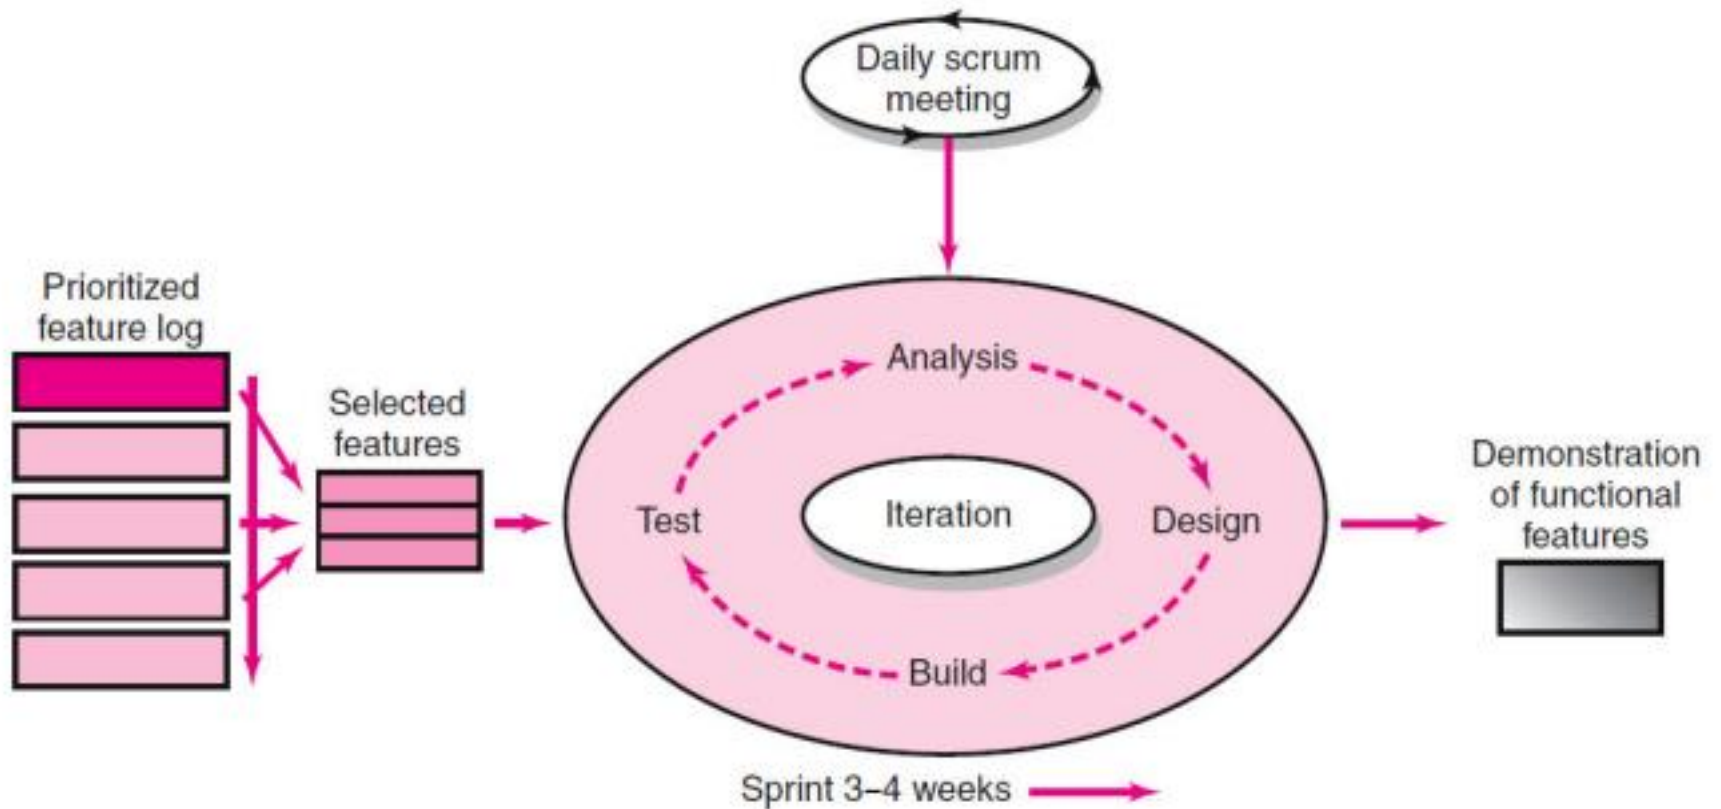 Daily scrum
meeting
Prioritized
feature log
Selected
features
Analysis
Test
Iteration
Design
Build
Demonstration
of functional
features
Sprint 3–4 weeks